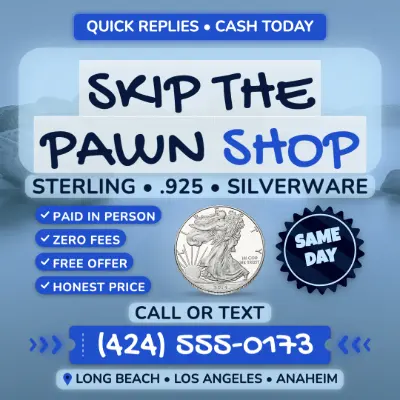 QUICK REPLIES • CASH TODAY
SKIP THE
PAWN SHOP
STERLING • .925 • SILVERWARE
PAID IN PERSON
ZERO FEES
FREE OFFER
HONEST PRICE
SAME
DAY
CALL OR TEXT
(424) 555-0173
LONG BEACH • LOS ANGELES • ANAHEIM